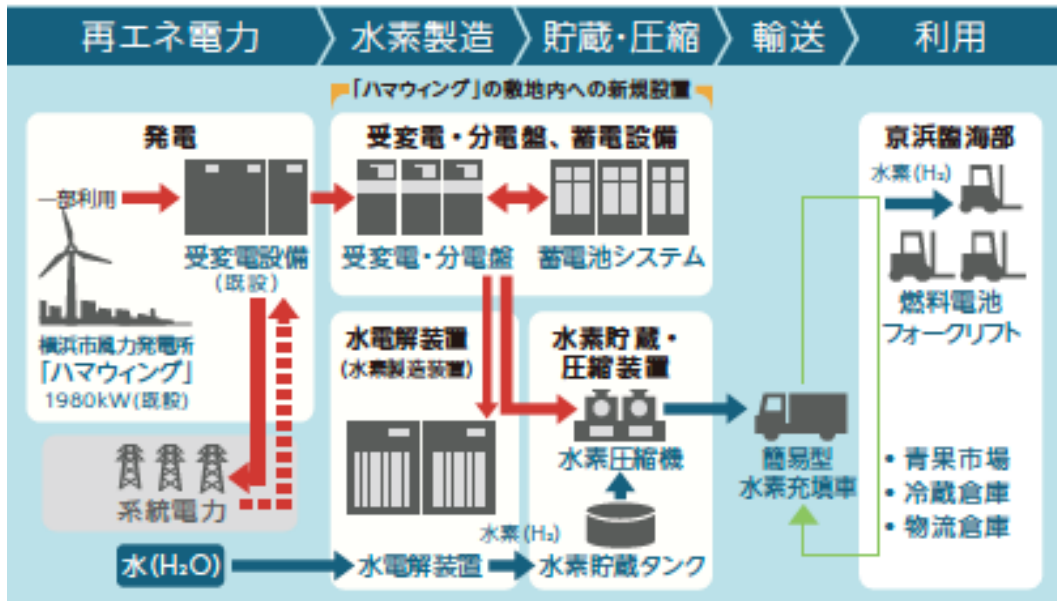 再エネ電力
水素製造
貯蔵・圧縮
輸送
利用
「ハマウィング」の敷地内への新規設置
発電
一部利用
受変電設備
(既設)
横浜市風力発電所
「ハマウィング」
1980kW(既設)
系統電力
水(H₂O)
受変電・分電盤、蓄電設備
受変電・分電盤
蓄電池システム
水電解装置
(水素製造装置)
水電解装置
水素(H₂)
水素貯蔵・
圧縮装置
水素圧縮機
水素貯蔵タンク
簡易型
水素充填車
京浜臨海部
水素(H₂)
燃料電池
フォークリフト
• 青果市場
• 冷蔵倉庫
• 物流倉庫